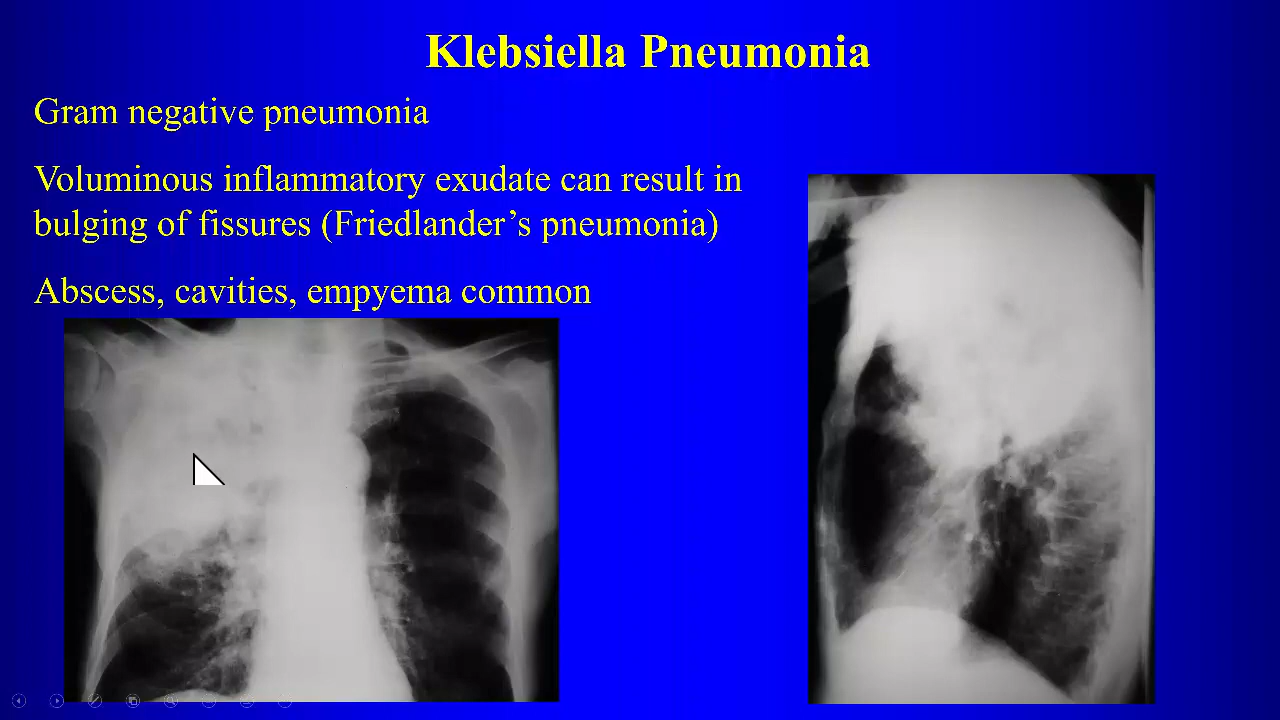 Klebsiella Pneumonia
Gram negative pneumonia
Voluminous inflammatory exudate can result in
bulging of fissures (Friedlander’s pneumonia)
Abscess, cavities, empyema common